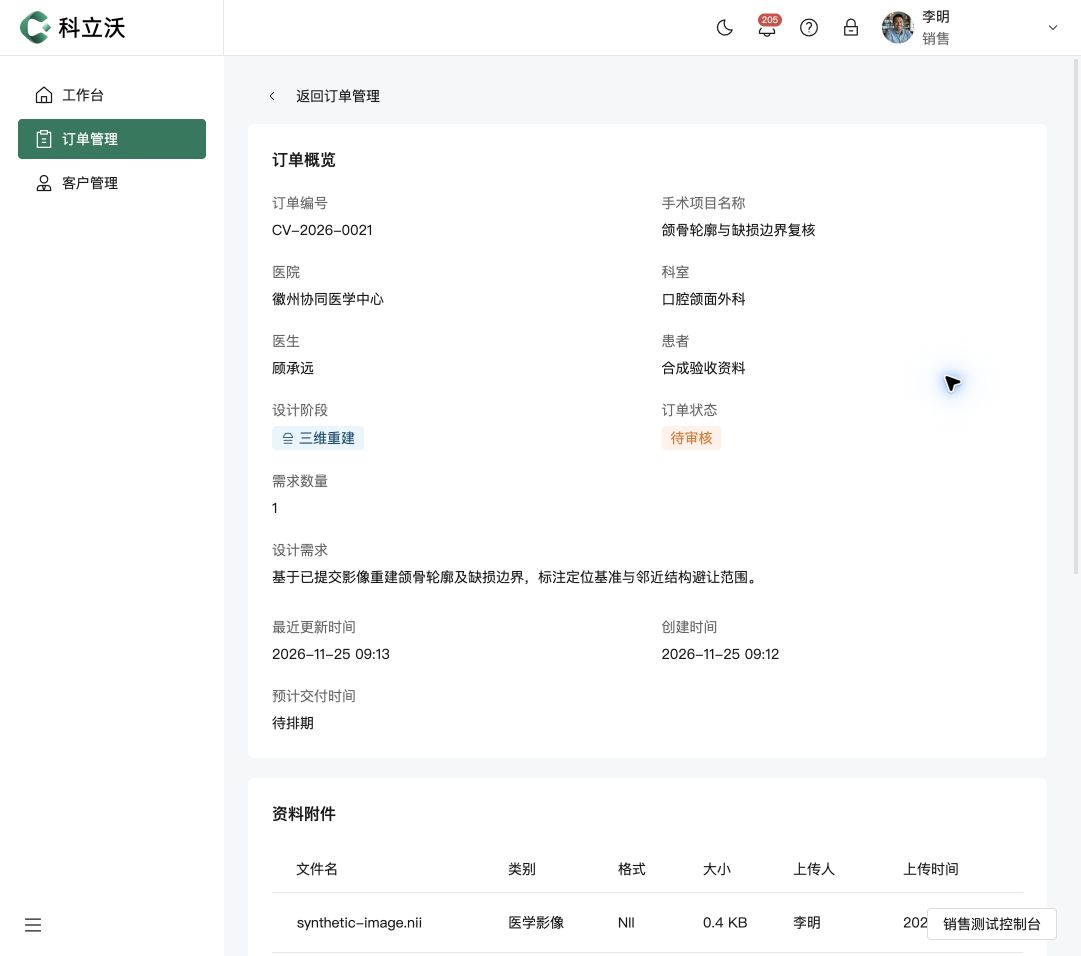 科立沃
205
李明
销售
工作台
订单管理
客户管理
返回订单管理
订单概览
订单编号
手术项目名称
CV-2026-0021
颌骨轮廓与缺损边界复核
医院
科室
徽州协同医学中心
口腔颌面外科
医生
患者
顾承远
合成验收资料
设计阶段
订单状态
三维重建
待审核
需求数量
1
设计需求
基于已提交影像重建颌骨轮廓及缺损边界，标注定位基准与邻近结构避让范围。
最近更新时间
创建时间
2026-11-25 09:13
2026-11-25 09:12
预计交付时间
待排期
资料附件
文件名 类别 格式 大小 上传人 上传时间
synthetic-image.nii 医学影像 NII 0.4 KB 李明 202
销售测试控制台